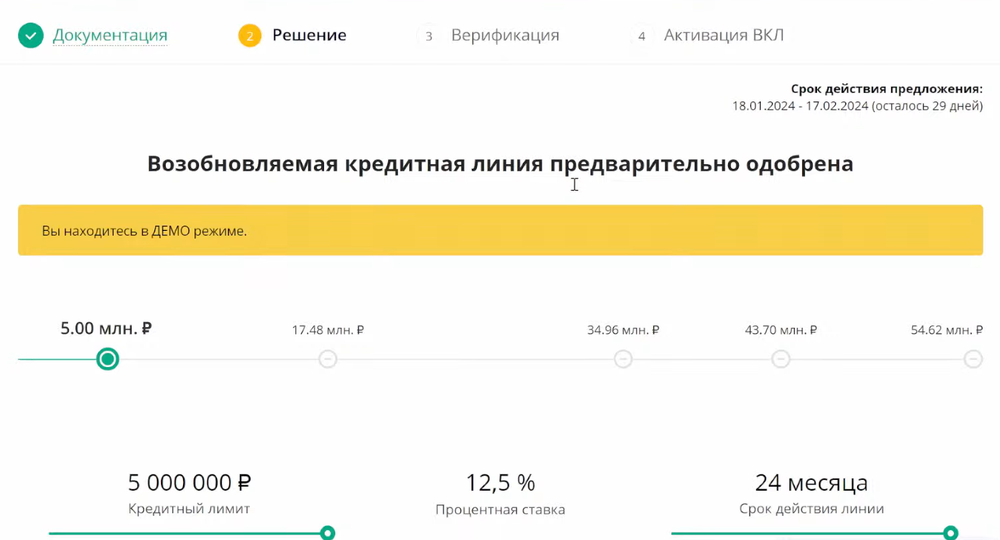 Документация
2 Решение
3 Верификация
4 Активация ВКЛ
Срок действия предложения:
18.01.2024 - 17.02.2024 (осталось 29 дней)
Возобновляемая кредитная линия предварительно одобрена
Вы находитесь в ДЕМО режиме.
5.00 млн. ₽ 17.48 млн. ₽ 34.96 млн. ₽ 43.70 млн. ₽ 54.62 млн. ₽
5 000 000 ₽ 12,5 % 24 месяца
Кредитный лимит Процентная ставка Срок действия линии